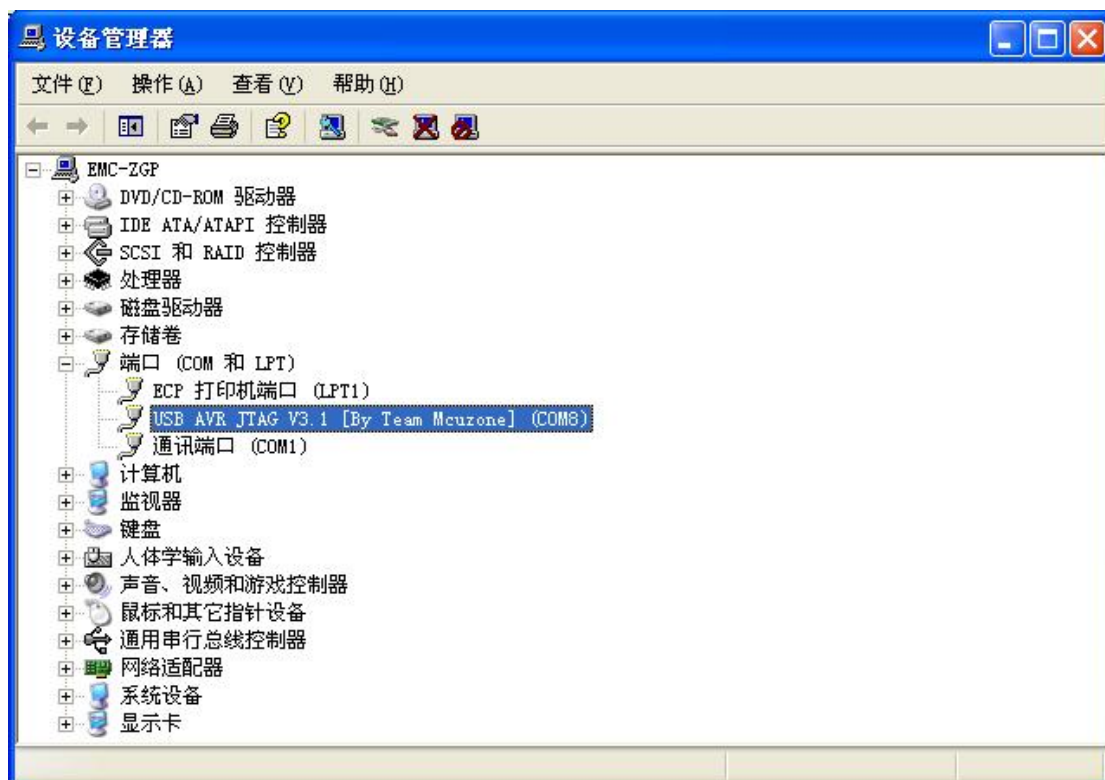 设备管理器
文件(F) 操作(A) 查看(V) 帮助(H)
EMC-ZGP
DVD/CD-ROM 驱动器
IDE ATA/ATAPI 控制器
SCSI 和 RAID 控制器
处理器
磁盘驱动器
存储卷
端口 (COM 和 LPT)
ECP 打印机端口 (LPT1)
USB AVR JTAG V3.1 [By Team Mcuzone] (COM8)
通讯端口 (COM1)
计算机
监视器
键盘
人体学输入设备
声音、视频和游戏控制器
鼠标和其它指针设备
通用串行总线控制器
网络适配器
系统设备
显示卡